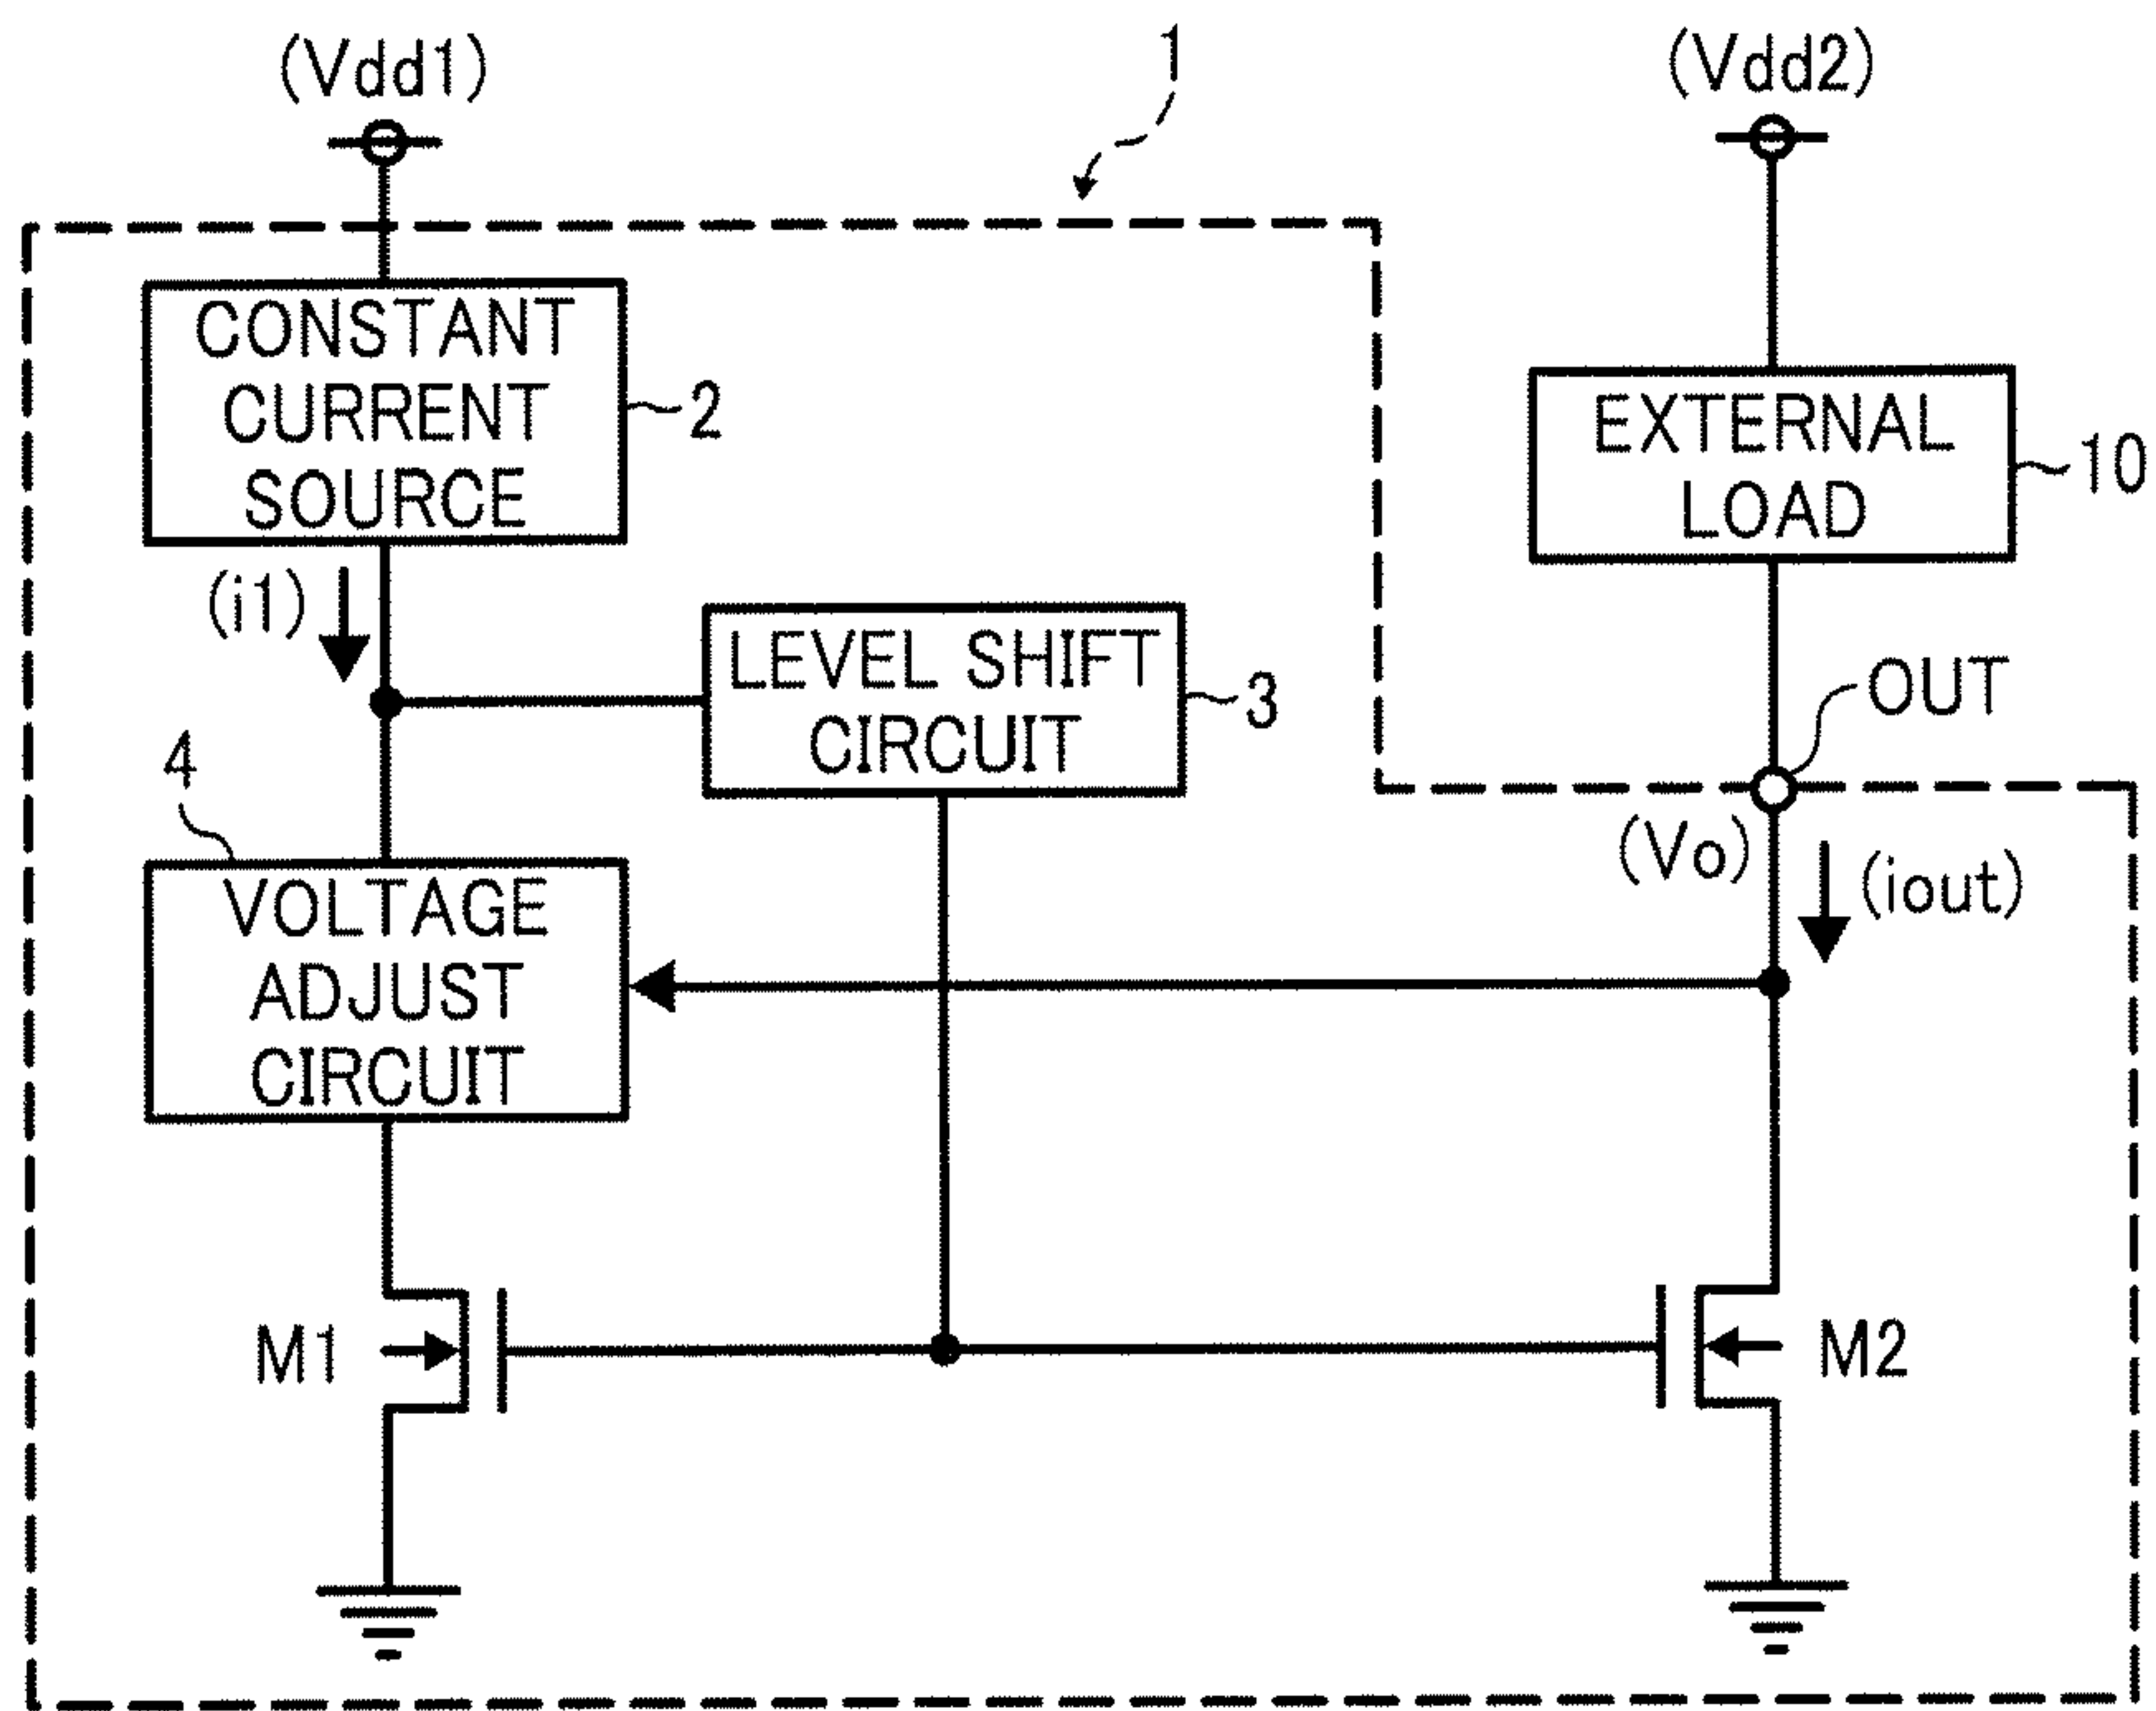 (Vdd1)
1
(Vdd2)
CONSTANT
CURRENT
SOURCE
2
EXTERNAL
LOAD
10
(i1)
LEVEL SHIFT
CIRCUIT
3
OUT
4
(Vo)
(iout)
VOLTAGE
ADJUST
CIRCUIT
M1
M2